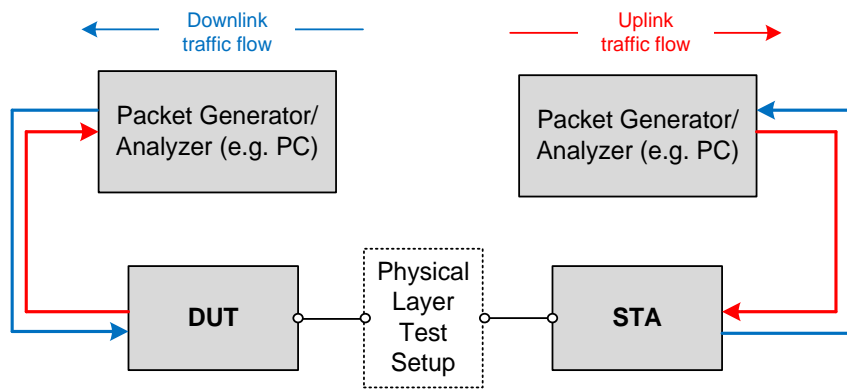 Downlink
traffic flow
Uplink
traffic flow
Packet Generator/
Analyzer (e.g. PC)
Packet Generator/
Analyzer (e.g. PC)
DUT
Physical
Layer
Test
Setup
STA